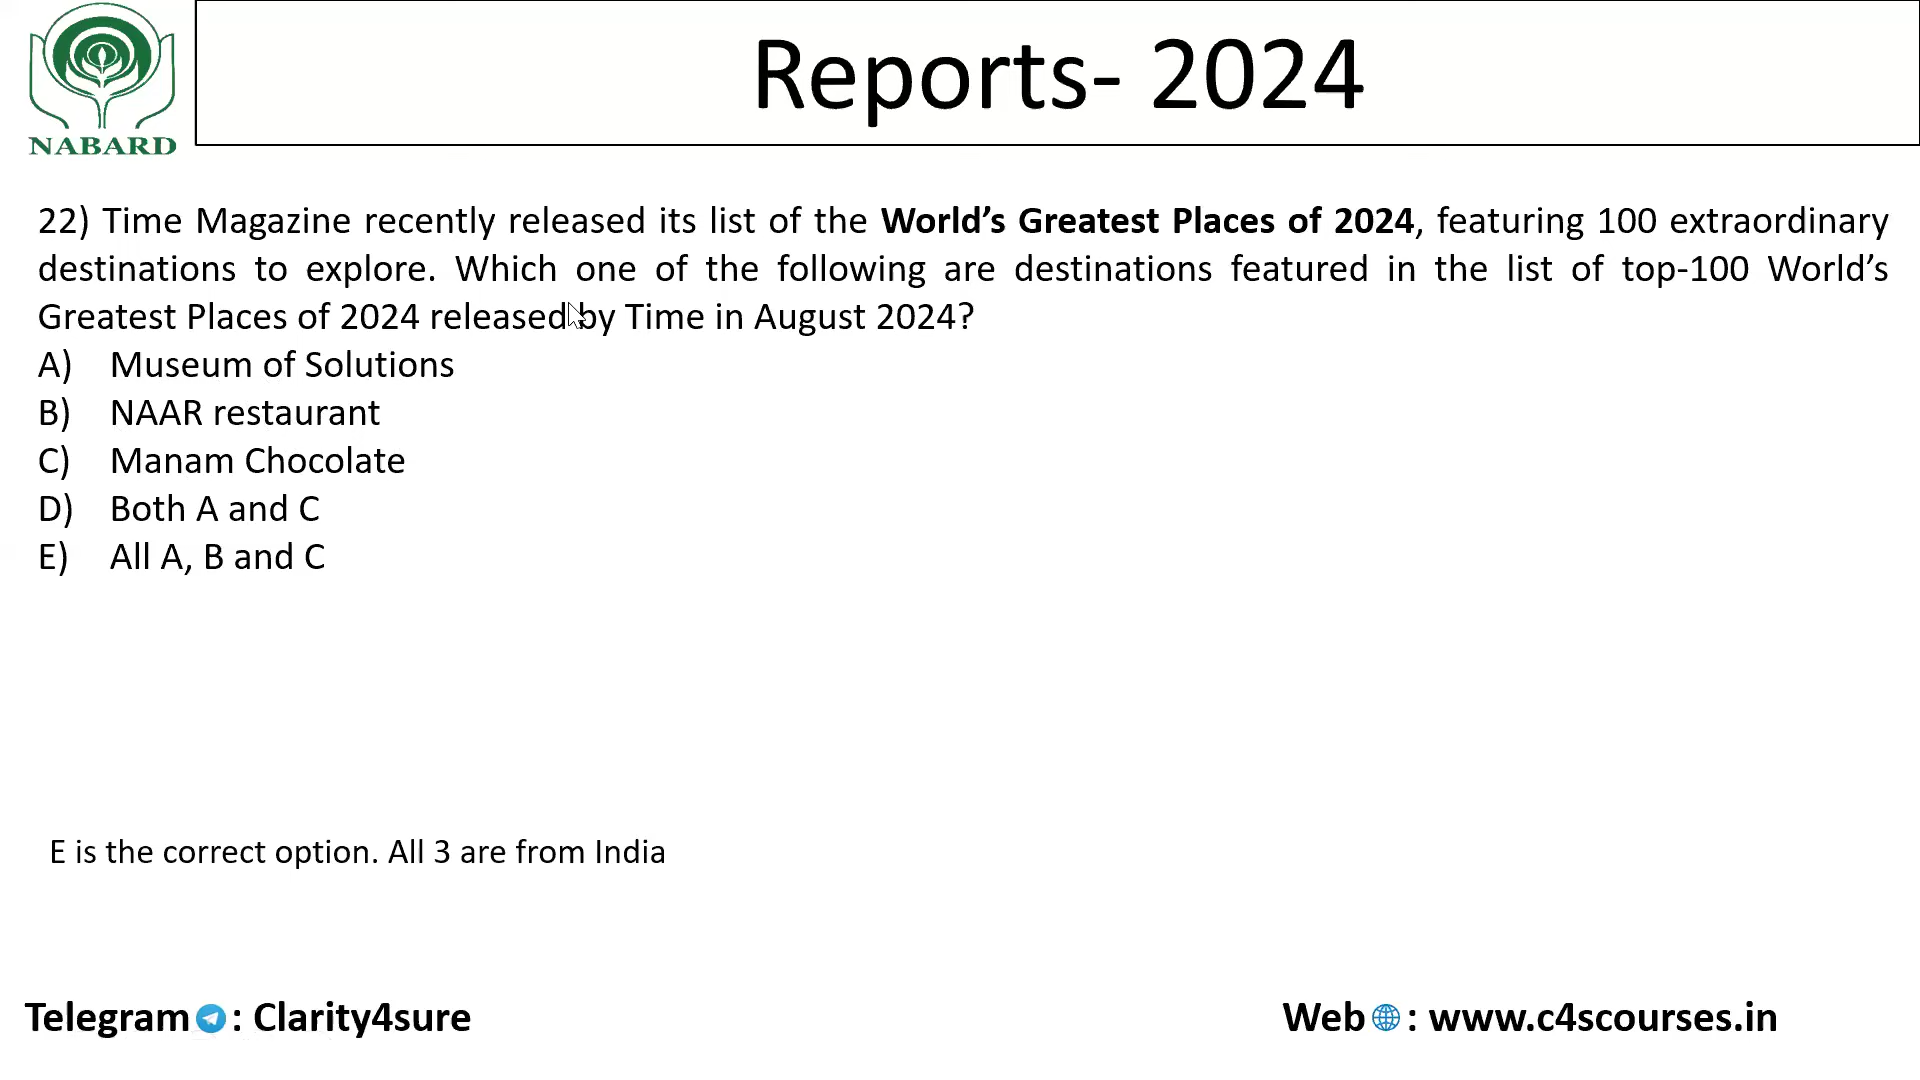 Reports- 2024
NABARD
22) Time Magazine recently released its list of the World’s Greatest Places of 2024, featuring 100 extraordinary
destinations to explore. Which one of the following are destinations featured in the list of top-100 World’s
Greatest Places of 2024 released by Time in August 2024?
A) Museum of Solutions
B) NAAR restaurant
C) Manam Chocolate
D) Both A and C
E) All A, B and C
E is the correct option. All 3 are from India
Telegram : Clarity4sure
Web : www.c4scourses.in